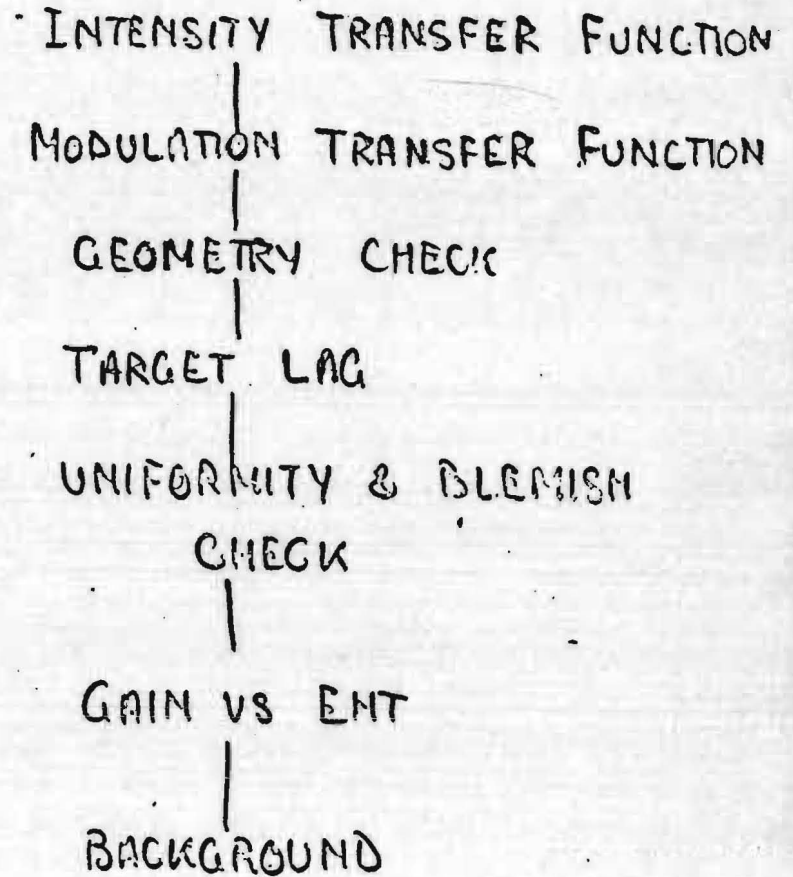 INTENSITY TRANSFER FUNCTION
MODULATION TRANSFER FUNCTION
GEOMETRY CHECK
TARGET LAG
UNIFORMITY & BLEMISH
CHECK
GAIN VS EHT
BACKGROUND